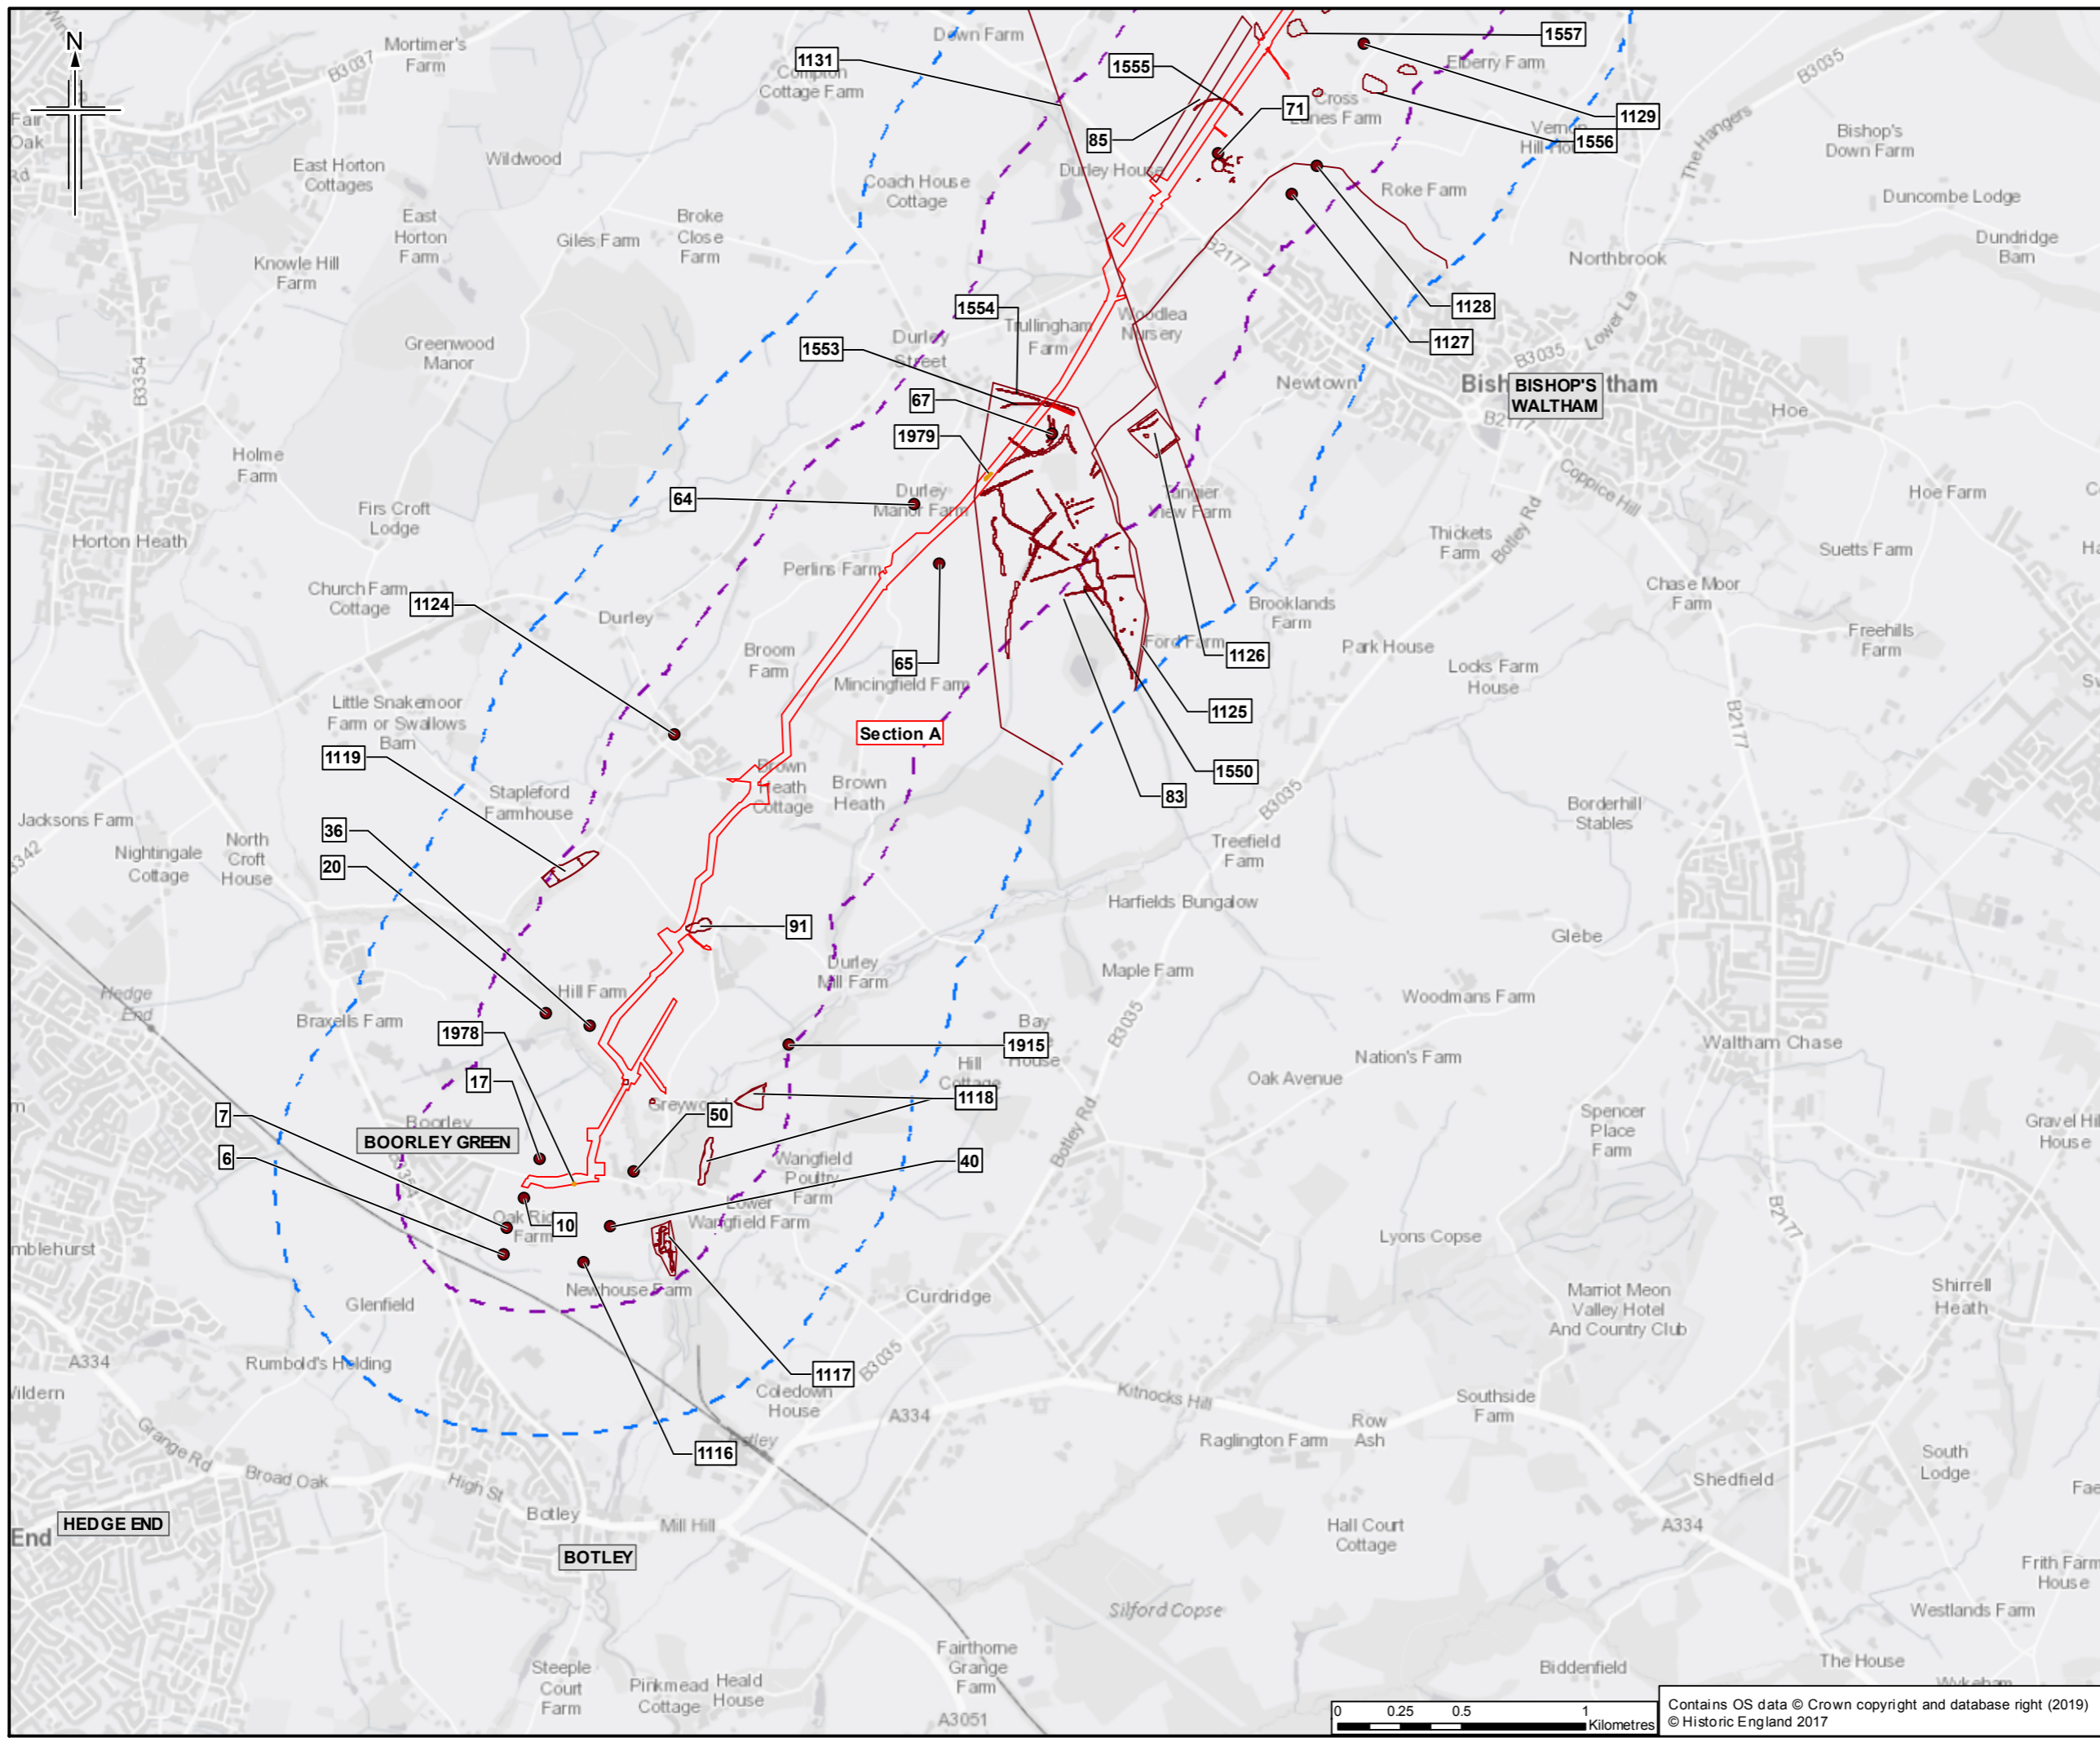 N
Mortimer's
Farm
B3037
Fair
Oak
Rd
East Horton
Cottages
Wildwood
East
Horton
Farm
Giles Farm
Broke
Close
Farm
Knowle Hill
Farm
Greenwood
Manor
B3354
Holme
Farm
Firs Croft
Lodge
Horton Heath
Church Farm
Cottage
Down Farm
Compton
Cottage Farm
Coach House
Cottage
1131
1555
85
71
1557
Elberry Farm
B3035
1129
1556
Cross
Lanes Farm
Durley House
Roke Farm
The Hangers
Bishop's
Down Farm
Duncombe Lodge
Dundridge
Barn
Northbrook
B2177
1128
1127
Lower La
B3035
1554
Trullingham
Farm
Woodlea
Nursery
Durley
Street
1553
67
1979
64
Durley
Manor Farm
Newtown
BISHOP'S
WALTHAM
tham
Hoe
B2177
Coppice Hill
Hoe Farm
Botley Rd
Thickets
Farm
Suetts Farm
Tangier
View Farm
Chase Moor
Farm
Freehills
Farm
Perlins Farm
1124
Durley
Broom
Farm
65
Mincingfield Farm
Brooklands
Farm
Ford Farm
1126
Park House
Locks Farm
House
1125
Section A
1550
83
B2177
B3035
Little Snakemoor
Farm or Swallows
Barn
1119
Stapleford
Farmhouse
Brown
Heath
Cottage
Brown
Heath
Borderhill
Stables
Treefield
Farm
Jacksons Farm
Nightingale
Cottage
North
Croft
House
36
20
91
Harfields Bungalow
Glebe
Durley
Mill Farm
Maple Farm
Woodmans Farm
Hedge
End
Braxells Farm
Hill Farm
1978
1915
Bay
House
Hill
Cottage
B3035
Nation's Farm
Waltham Chase
17
Greywood
50
1118
Oak Avenue
Botley Rd
Spencer
Place
Farm
Gravel Hill
House
7
6
Boorley
BOORLEY GREEN
B3354
40
Wangfield
Poultry
Farm
10
Lower
Wangfield Farm
Lyons Copse
B2177
Newhouse Farm
Glenfield
Curdridge
Marriot Meon
Valley Hotel
And Country Club
Shirrell
Heath
A334
Rumbold's Holding
1117
Coledown
House
B3035
Kitnocks Hill
A334
Row
Ash
Southside
Farm
Raglington Farm
Grange Rd
Broad Oak
High St
Botley
1116
Mill Hill
Shedfield
South
Lodge
HEDGE END
End
BOTLEY
Hall Court
Cottage
A334
Frith Farm
House
Silford Copse
Westlands Farm
Fairthorne
Grange
Farm
Steeple
Court
Farm
Pinkmead
Cottage
Heald
House
Biddenfield
The House
Wykeham
A3051
0 0.25 0.5 1
Kilometres
Contains OS data © Crown copyright and database right (2019)
© Historic England 2017